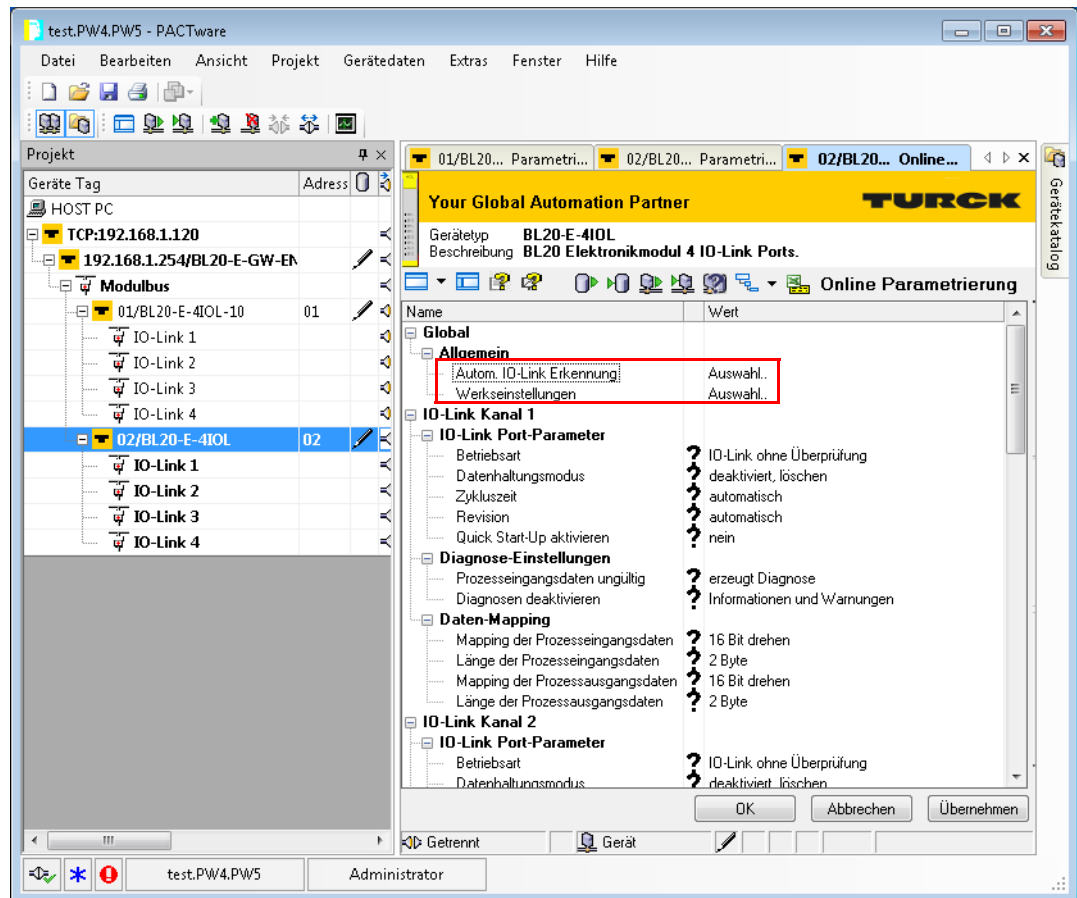 test.PW4.PW5 - PACTware
Datei Bearbeiten Ansicht Projekt Gerätedaten Extras Fenster Hilfe
Projekt
Geräte Tag Adress
HOST PC
TCP:192.168.1.120
192.168.1.254/BL20-E-GW-EN
Modulbus
01/BL20-E-4IOL-10 01
IO-Link 1
IO-Link 2
IO-Link 3
IO-Link 4
02/BL20-E-4IOL 02
IO-Link 1
IO-Link 2
IO-Link 3
IO-Link 4
01/BL20... Parametri... 02/BL20... Parametri... 02/BL20... Online...
Gerätekatalog
Your Global Automation Partner TURCK
Gerätetyp BL20-E-4IOL
Beschreibung BL20 Elektronikmodul 4 IO-Link Ports.
Online Parametrierung
Name Wert
Global
Allgemein
Autom. IO-Link Erkennung Auswahl..
Werkseinstellungen Auswahl..
IO-Link Kanal 1
IO-Link Port-Parameter
Betriebsart ? IO-Link ohne Überprüfung
Datenhaltungsmodus ? deaktiviert, löschen
Zykluszeit ? automatisch
Revision ? automatisch
Quick Start-Up aktivieren ? nein
Diagnose-Einstellungen
Prozesseingangsdaten ungültig ? erzeugt Diagnose
Diagnosen deaktivieren ? Informationen und Warnungen
Daten-Mapping
Mapping der Prozesseingangsdaten ? 16 Bit drehen
Länge der Prozesseingangsdaten ? 2 Byte
Mapping der Prozessausgangsdaten ? 16 Bit drehen
Länge der Prozessausgangsdaten ? 2 Byte
IO-Link Kanal 2
IO-Link Port-Parameter
Betriebsart ? IO-Link ohne Überprüfung
Datenhaltungsmodus ? deaktiviert, löschen
OK Abbrechen Übernehmen
Getrennt Gerät
test.PW4.PW5 Administrator